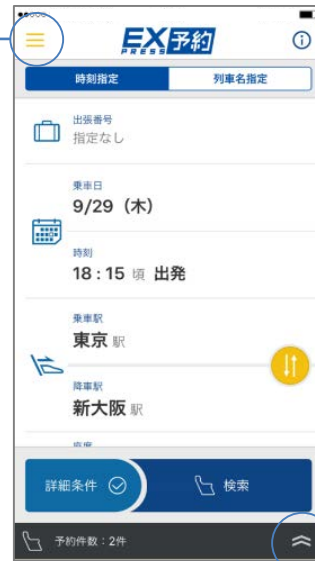 EX予約
PRESS
時刻指定
列車名指定
出張番号
指定なし
乗車日
9/29（木）
時刻
18:15 頃 出発
乗車駅
東京 駅
降車駅
新大阪 駅
詳細条件
検索
予約件数：2件